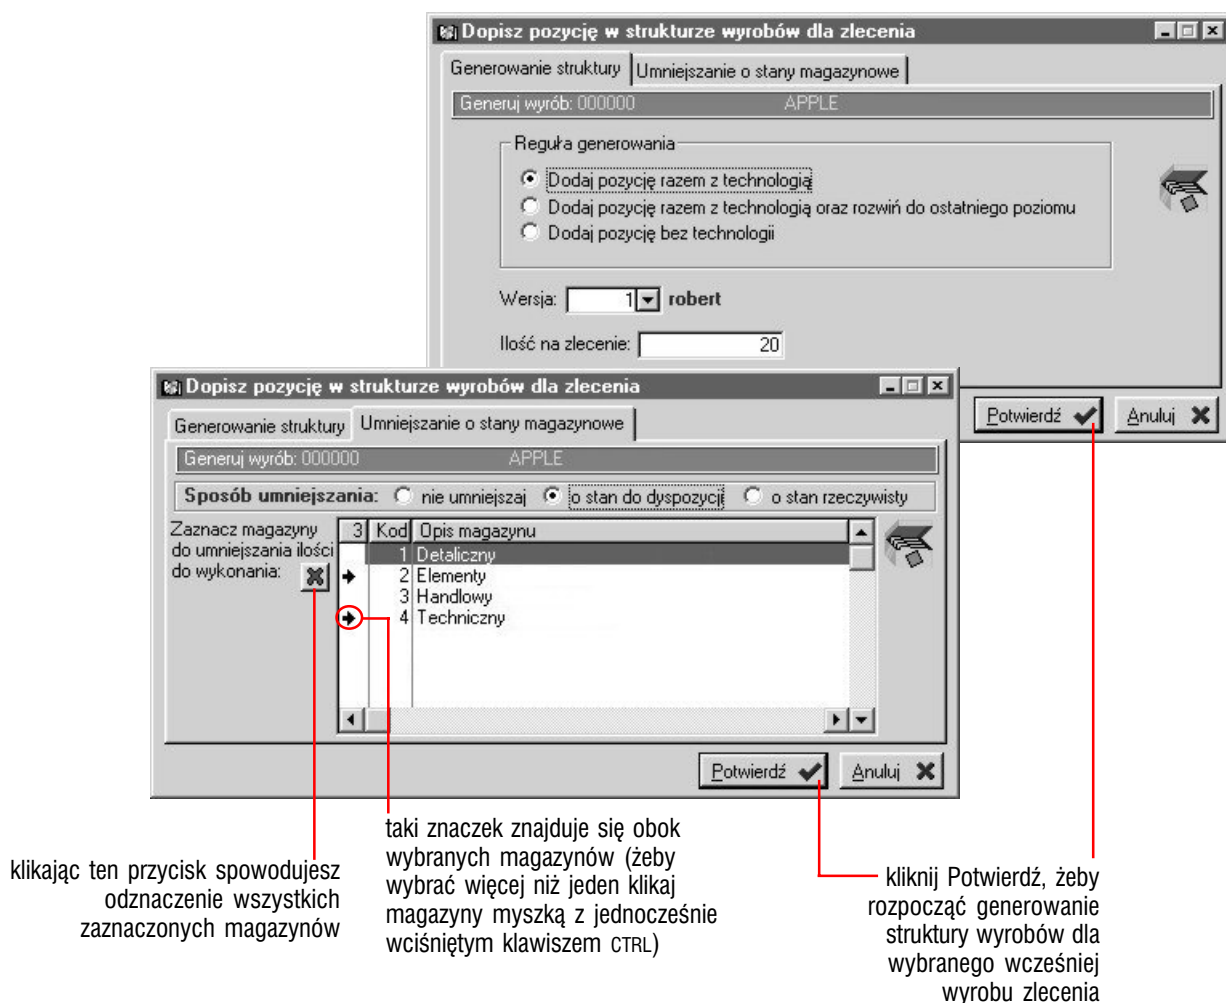 Dopisz pozycję w strukturze wyrobów dla zlecenia
Generowanie struktury Umniejszanie o stany magazynowe
Generuj wyrób: 000000 APPLE
Reguła generowania
Dodaj pozycję razem z technologią
Dodaj pozycję razem z technologią oraz rozwiń do ostatniego poziomu
Dodaj pozycję bez technologii
Wersja: 1 robert
Ilość na zlecenie: 20
Potwierdź Anuluj
Dopisz pozycję w strukturze wyrobów dla zlecenia
Generowanie struktury Umniejszanie o stany magazynowe
Generuj wyrób: 000000 APPLE
Sposób umniejszania: nie umniejszaj o stan do dyspozycji o stan rzeczywisty
Zaznacz magazyny
do umniejszania ilości
do wykonania:
3 Kod Opis magazynu
1 Detaliczny
2 Elementy
3 Handlowy
4 Techniczny
Potwierdź Anuluj
klikając ten przycisk spowodujesz
odznaczenie wszystkich
zaznaczonych magazynów
taki znaczek znajduje się obok
wybranych magazynów (żeby
wybrać więcej niż jeden klikaj
magazyny myszką z jednocześnie
wciśniętym klawiszem CTRL)
kliknij Potwierdź, żeby
rozpocząć generowanie
struktury wyrobów dla
wybranego wcześniej
wyrobu zlecenia